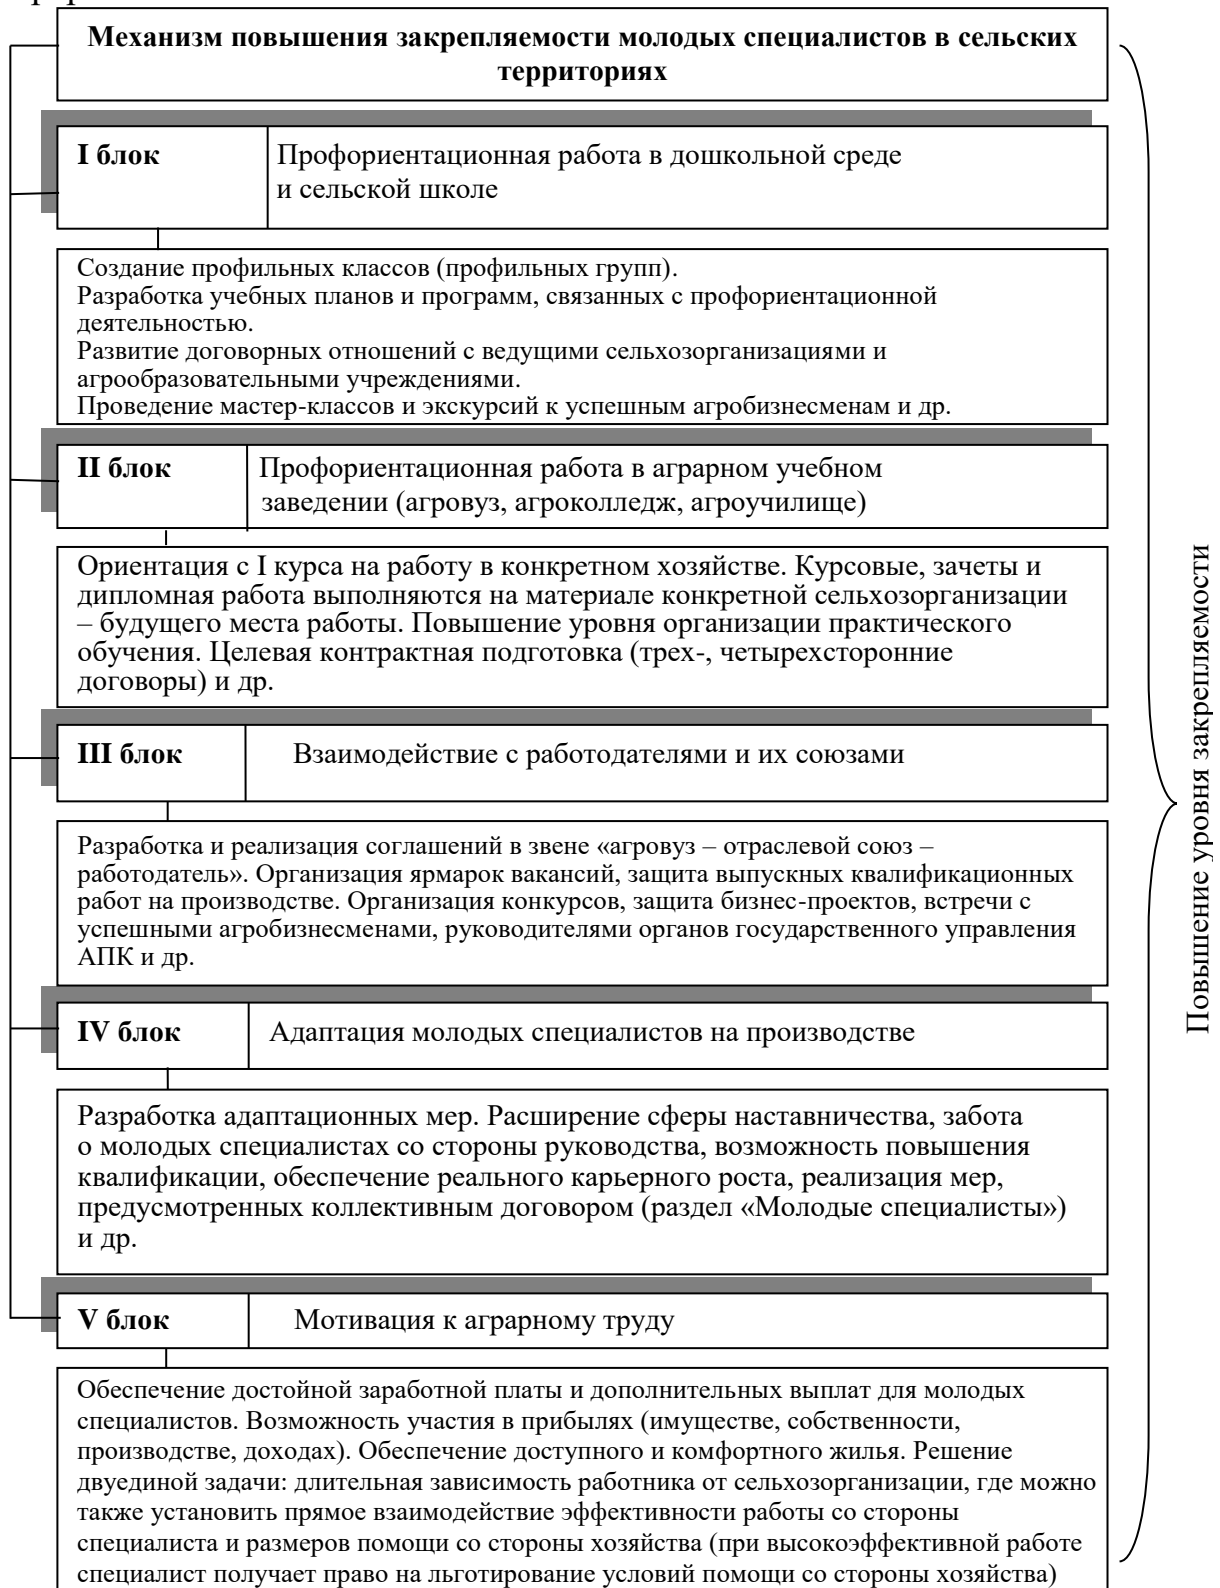 Механизм повышения закрепляемости молодых специалистов в сельских
территориях
I блок
Профориентационная работа в дошкольной среде
и сельской школе
Создание профильных классов (профильных групп).
Разработка учебных планов и программ, связанных с профориентационной
деятельностью.
Развитие договорных отношений с ведущими сельхозорганизациями и
агрообразовательными учреждениями.
Проведение мастер-классов и экскурсий к успешным агробизнесменам и др.
II блок
Профориентационная работа в аграрном учебном
заведении (агровуз, агроколледж, агроучилище)
Ориентация с I курса на работу в конкретном хозяйстве. Курсовые, зачеты и
дипломная работа выполняются на материале конкретной сельхозорганизации
– будущего места работы. Повышение уровня организации практического
обучения. Целевая контрактная подготовка (трех-, четырехсторонние
договоры) и др.
III блок
Взаимодействие с работодателями и их союзами
Разработка и реализация соглашений в звене «агровуз – отраслевой союз –
работодатель». Организация ярмарок вакансий, защита выпускных квалификационных
работ на производстве. Организация конкурсов, защита бизнес-проектов, встречи с
успешными агробизнесменами, руководителями органов государственного управления
АПК и др.
IV блок
Адаптация молодых специалистов на производстве
Разработка адаптационных мер. Расширение сферы наставничества, забота
о молодых специалистах со стороны руководства, возможность повышения
квалификации, обеспечение реального карьерного роста, реализация мер,
предусмотренных коллективным договором (раздел «Молодые специалисты»)
и др.
V блок
Мотивация к аграрному труду
Обеспечение достойной заработной платы и дополнительных выплат для молодых
специалистов. Возможность участия в прибылях (имуществе, собственности,
производстве, доходах). Обеспечение доступного и комфортного жилья. Решение
двуединой задачи: длительная зависимость работника от сельхозорганизации, где можно
также установить прямое взаимодействие эффективности работы со стороны
специалиста и размеров помощи со стороны хозяйства (при высокоэффективной работе
специалист получает право на льготирование условий помощи со стороны хозяйства)
Повышение уровня закрепляемости